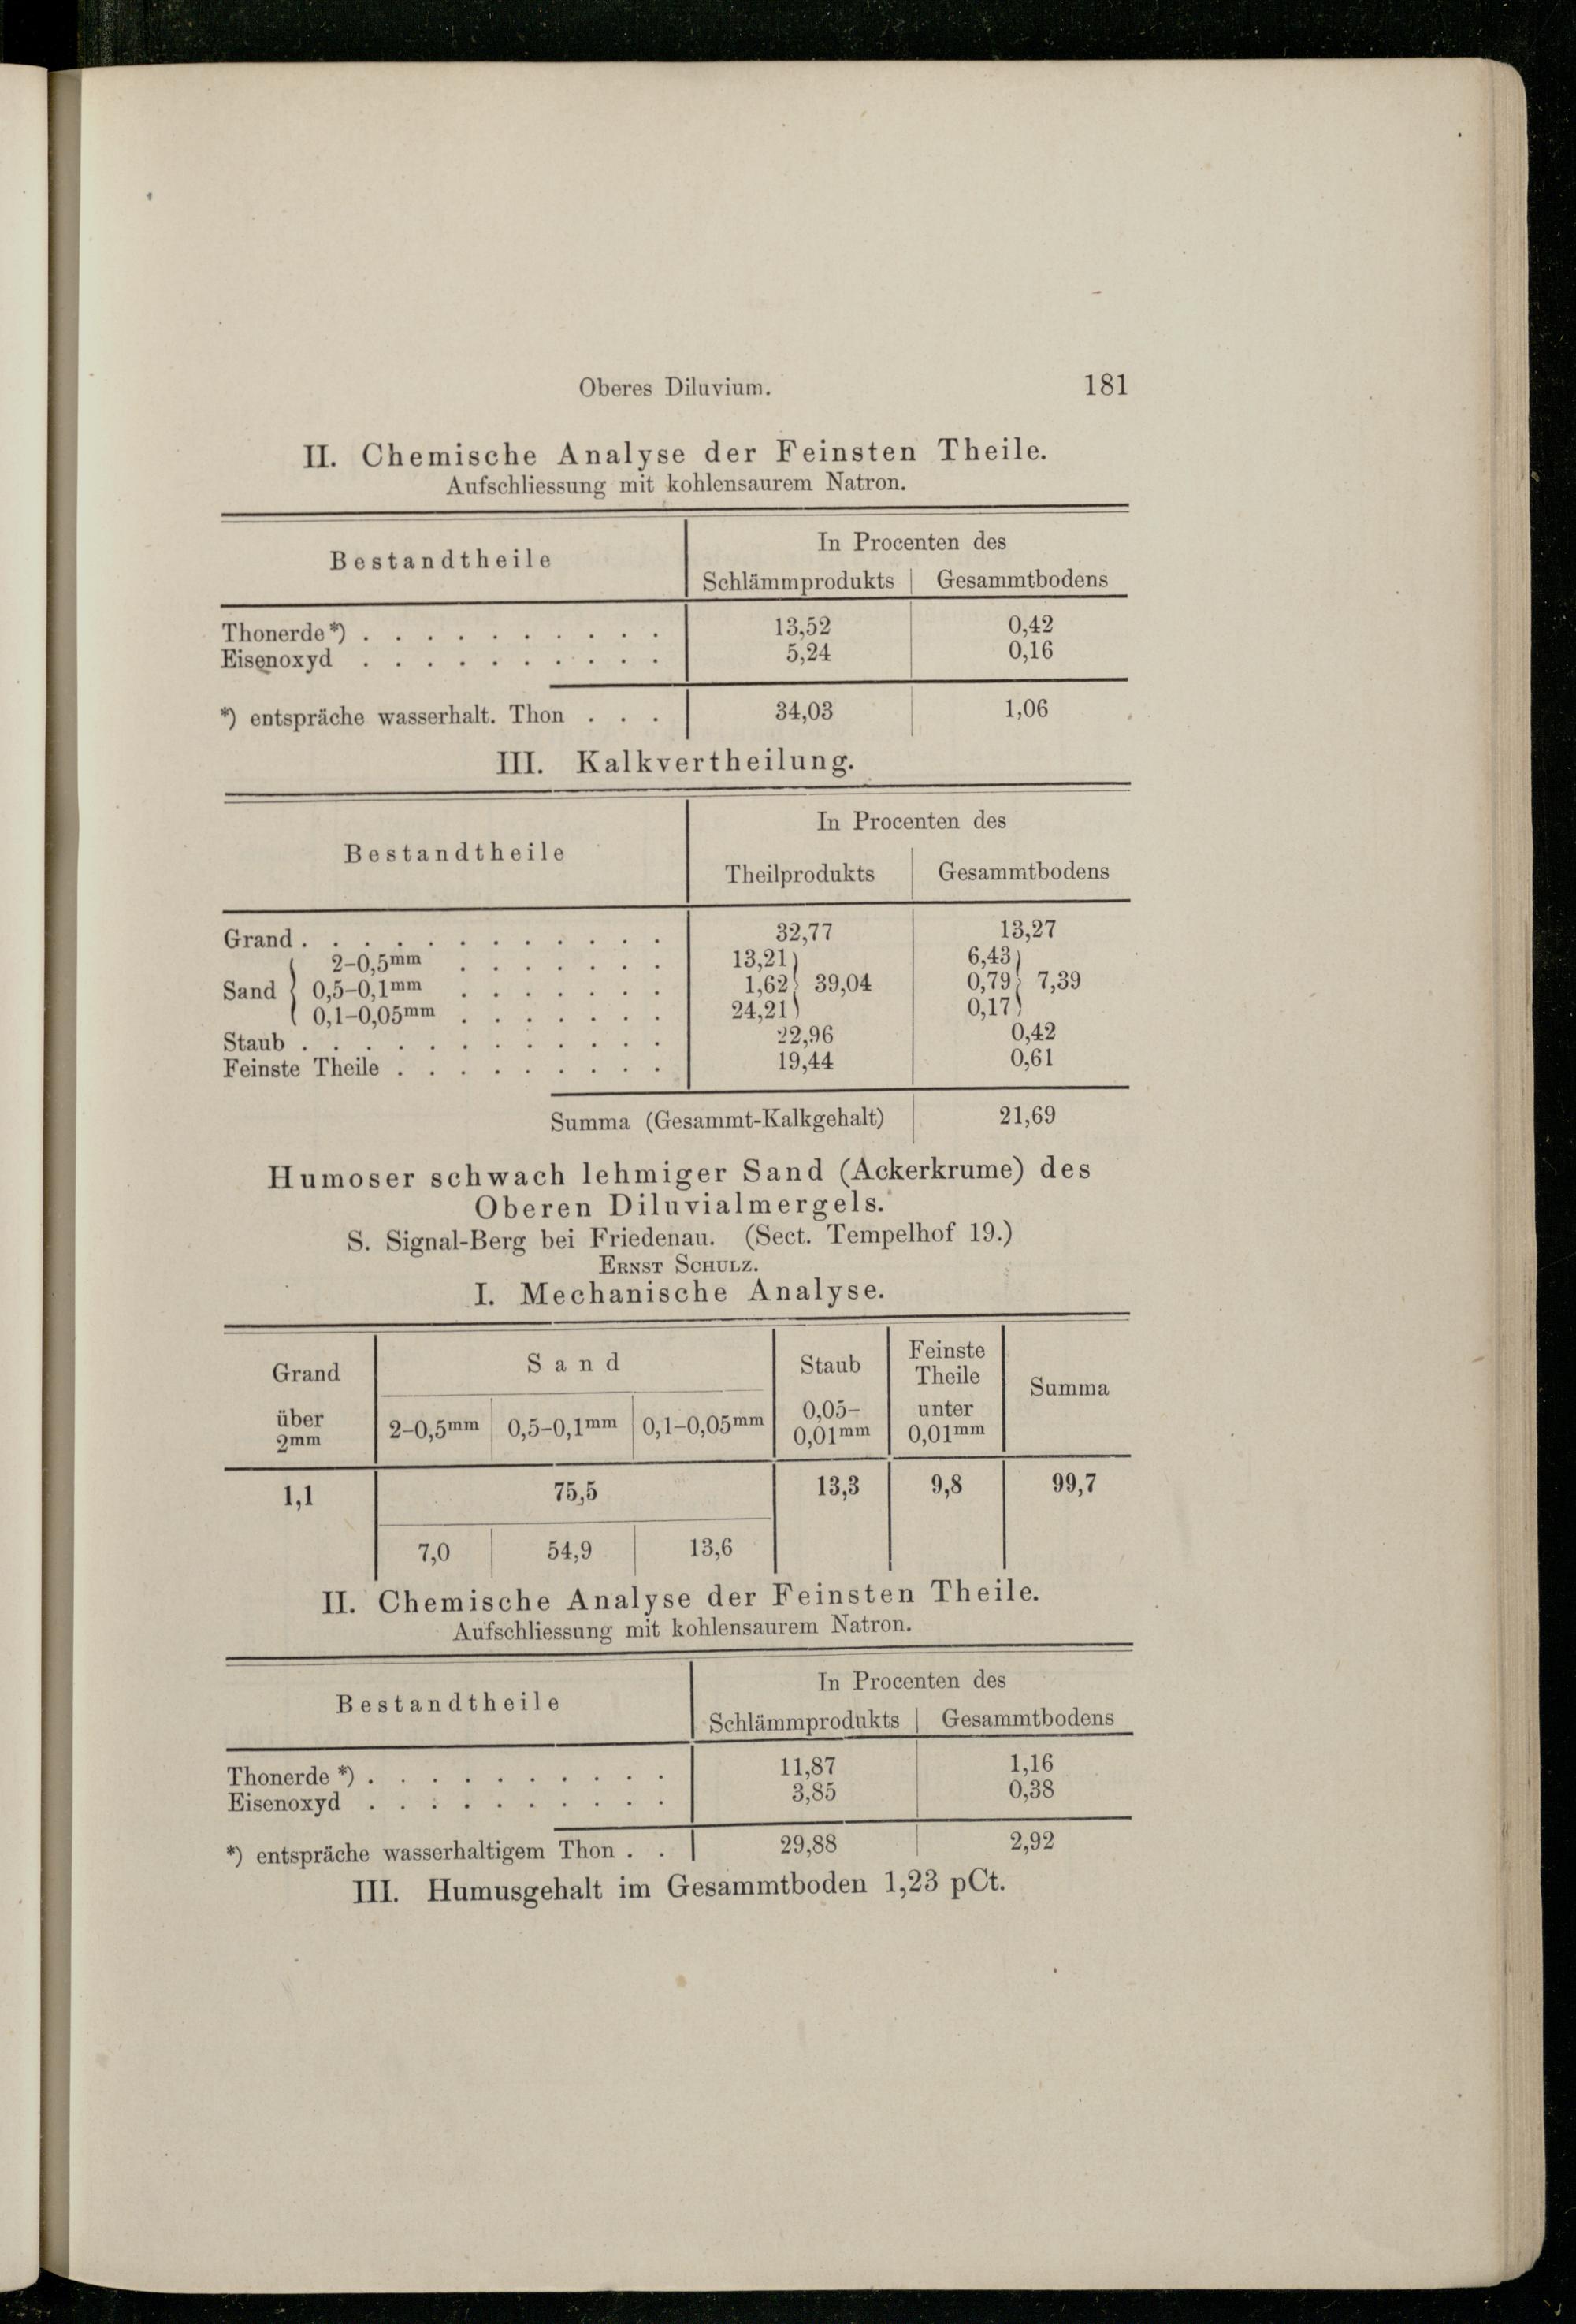 Oberes Diluvium. 181
II. Chemische Analyse der Feinsten Theile.
Aufschliessung mit kohlensaurem Natron.
Bestandtheile
In Procenten des
Schlämmprodukts Gesammtbodens
Thonerde*) . . . . . . . . . . 13,52 0,42
Eisenoxyd . . . . . . . . . . 5,24 0,16
*) entspräche wasserhalt. Thon . . . 34,03 1,06
III. Kalkvertheilung.
Bestandtheile
In Procenten des
Theilprodukts Gesammtbodens
Grand . . . . . . . . . . . . 32,77 13,27
2–0,5mm . . . . . . . 13,21 6,43
Sand { 0,5–0,1mm . . . . . . . 1,62 } 39,04 0,79 } 7,39
0,1–0,05mm . . . . . . . 24,21 0,17
Staub . . . . . . . . . . . . 22,96 0,42
Feinste Theile . . . . . . . . . 19,44 0,61
Summa (Gesammt-Kalkgehalt) 21,69
Humoser schwach lehmiger Sand (Ackerkrume) des
Oberen Diluvialmergels.
S. Signal-Berg bei Friedenau. (Sect. Tempelhof 19.)
Ernst Schulz.
I. Mechanische Analyse.
Grand
über
2mm
Sand
2–0,5mm 0,5–0,1mm 0,1–0,05mm
Staub
0,05–
0,01mm
Feinste
Theile
unter
0,01mm
Summa
1,1 75,5 13,3 9,8 99,7
7,0 54,9 13,6
II. Chemische Analyse der Feinsten Theile.
Aufschliessung mit kohlensaurem Natron.
Bestandtheile
In Procenten des
Schlämmprodukts Gesammtbodens
Thonerde *) . . . . . . . . . . 11,87 1,16
Eisenoxyd . . . . . . . . . . 3,85 0,38
*) entspräche wasserhaltigem Thon . . 29,88 2,92
III. Humusgehalt im Gesammtboden 1,23 pCt.